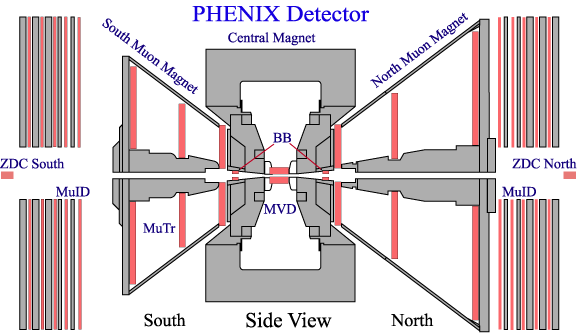 PHENIX Detector
South Muon Magnet
Central Magnet
North Muon Magnet
BB
ZDC South
ZDC North
MuID
MuID
MVD
MuTr
South
Side View
North